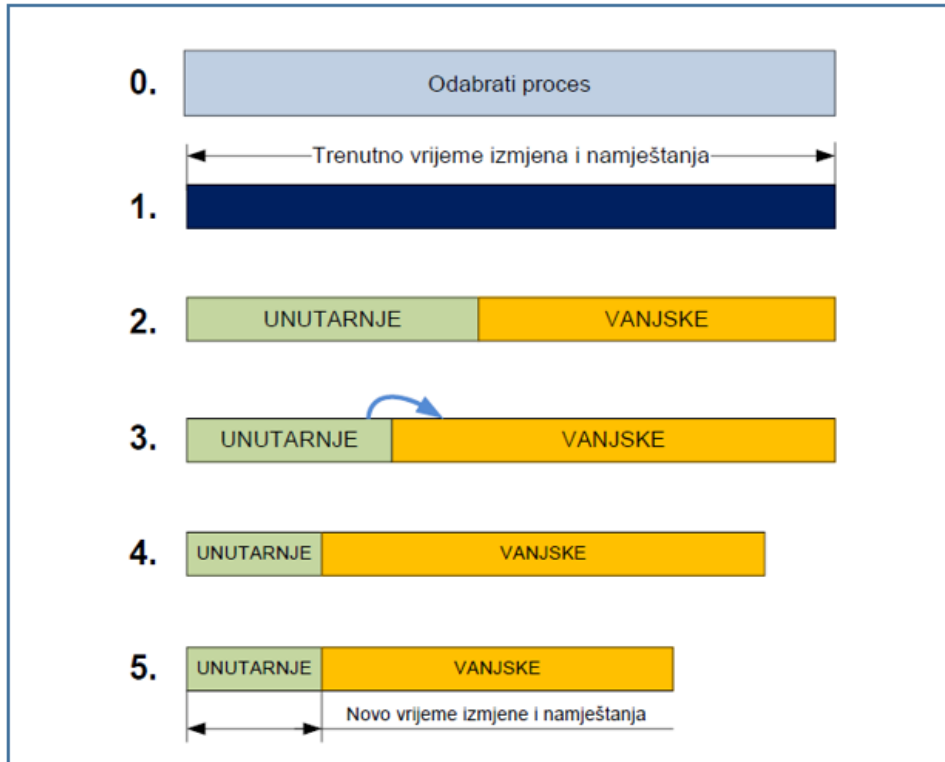 0.
Odabrati proces
Trenutno vrijeme izmjena i namještanja
1.
2.
UNUTARNJE VANJSKE
3.
UNUTARNJE VANJSKE
4.
UNUTARNJE VANJSKE
5.
UNUTARNJE VANJSKE
Novo vrijeme izmjene i namještanja